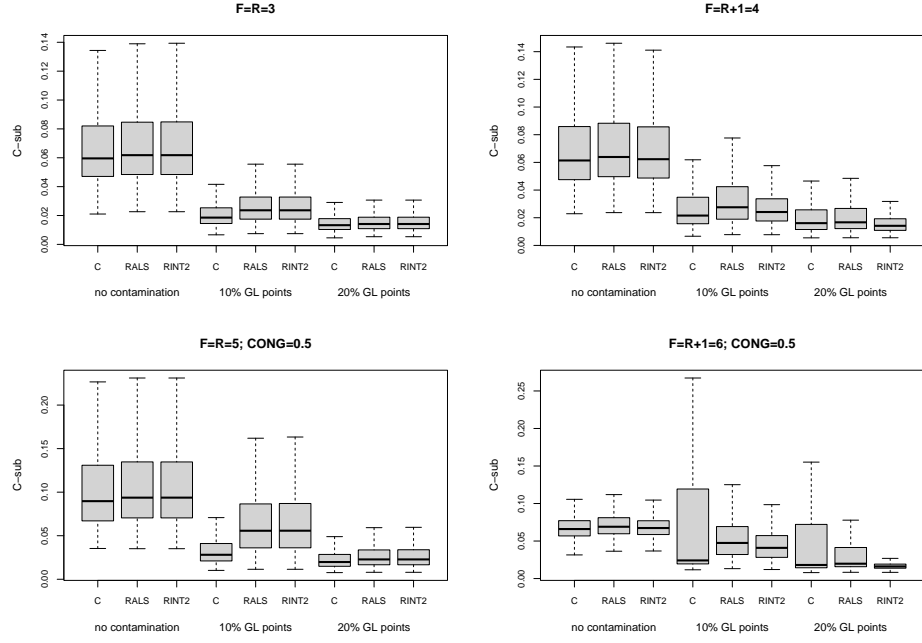 F=R=3
C−sub
0.00 0.02 0.04 0.06 0.08 0.10 0.12 0.14
C RALS RINT2 C RALS RINT2 C RALS RINT2
no contamination 10% GL points 20% GL points
F=R+1=4
C−sub
0.00 0.02 0.04 0.06 0.08 0.10 0.12 0.14
C RALS RINT2 C RALS RINT2 C RALS RINT2
no contamination 10% GL points 20% GL points
F=R=5; CONG=0.5
C−sub
0.00 0.05 0.10 0.15 0.20
C RALS RINT2 C RALS RINT2 C RALS RINT2
no contamination 10% GL points 20% GL points
F=R+1=6; CONG=0.5
C−sub
0.00 0.05 0.10 0.15 0.20 0.25
C RALS RINT2 C RALS RINT2 C RALS RINT2
no contamination 10% GL points 20% GL points